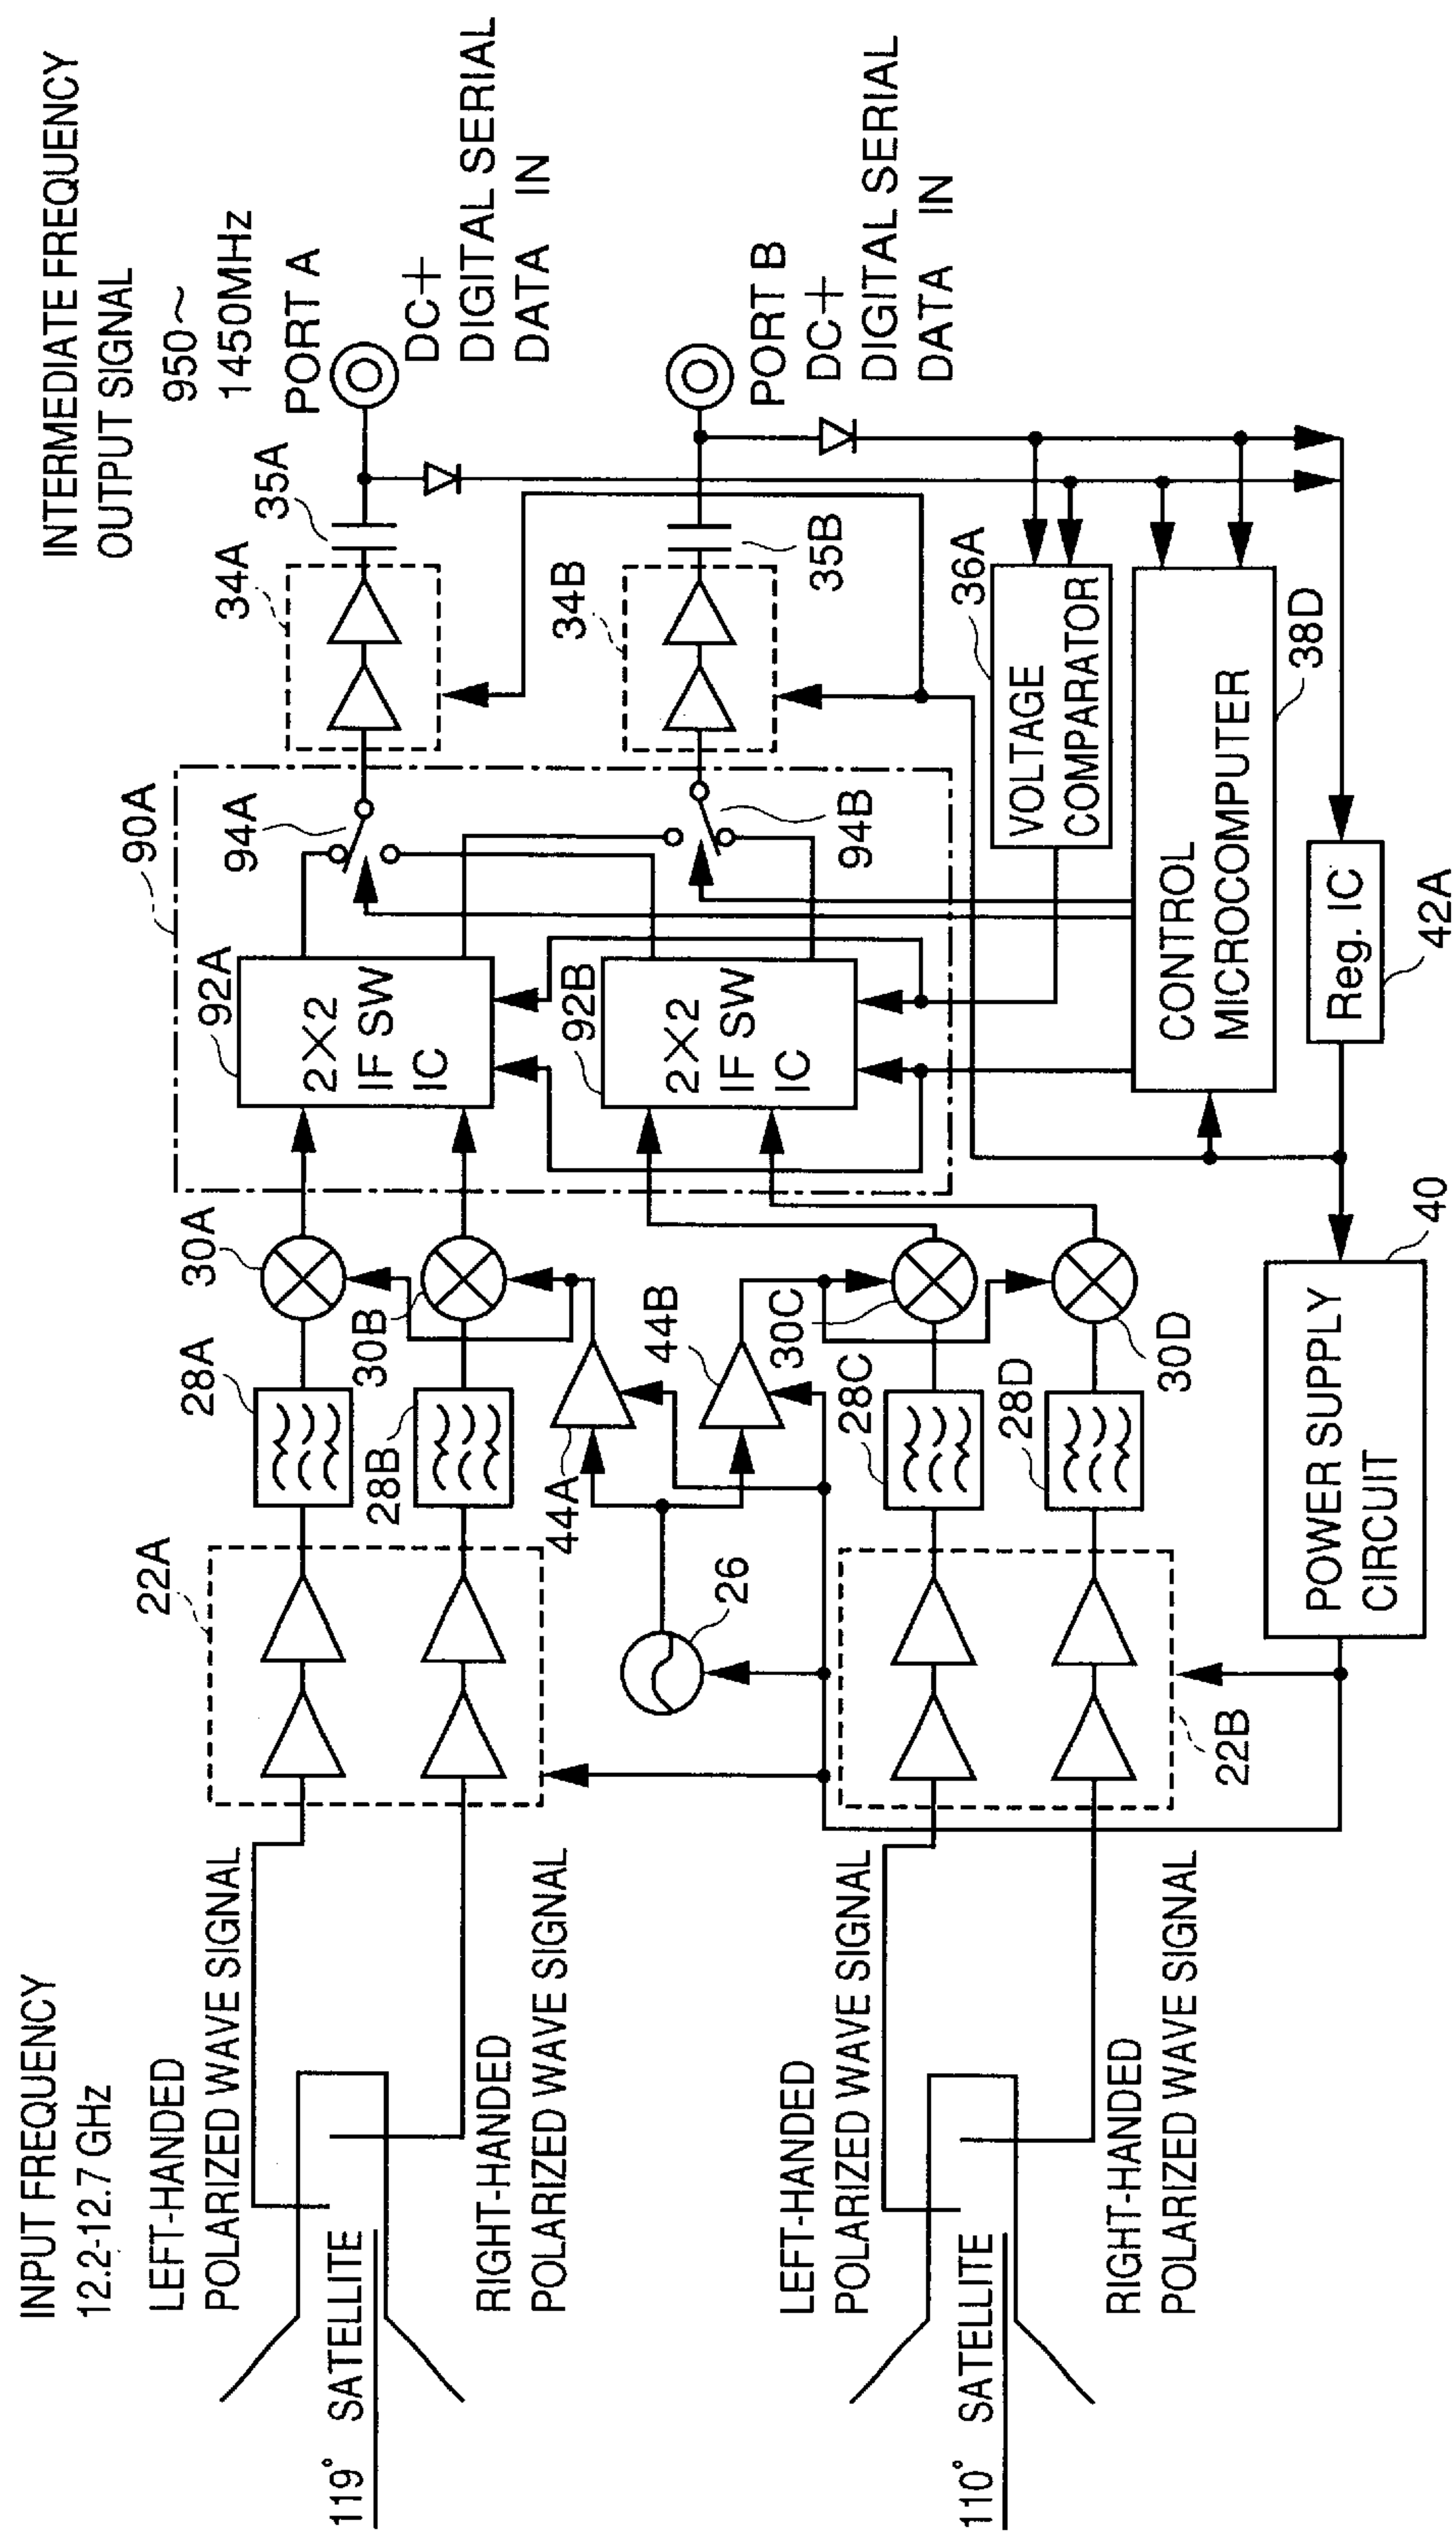 INPUT FREQUENCY
12.2-12.7 GHz
LEFT-HANDED
POLARIZED WAVE SIGNAL
119° SATELLITE
RIGHT-HANDED
POLARIZED WAVE SIGNAL
LEFT-HANDED
POLARIZED WAVE SIGNAL
110° SATELLITE
RIGHT-HANDED
POLARIZED WAVE SIGNAL
22A
28A
30A
28B
30B
44A
26
44B
30C
28C
28D
30D
22B
POWER SUPPLY
CIRCUIT
40
90A
92A
2X2
IF SW
IC
92B
2X2
IF SW
IC
94A
94B
CONTROL
MICROCOMPUTER
38D
Reg. IC
42A
VOLTAGE
COMPARATOR
36A
34A
35A
34B
35B
INTERMEDIATE FREQUENCY
OUTPUT SIGNAL
950~
1450MHz
PORT A
DC+
DIGITAL SERIAL
DATA IN
PORT B
DC+
DIGITAL SERIAL
DATA IN